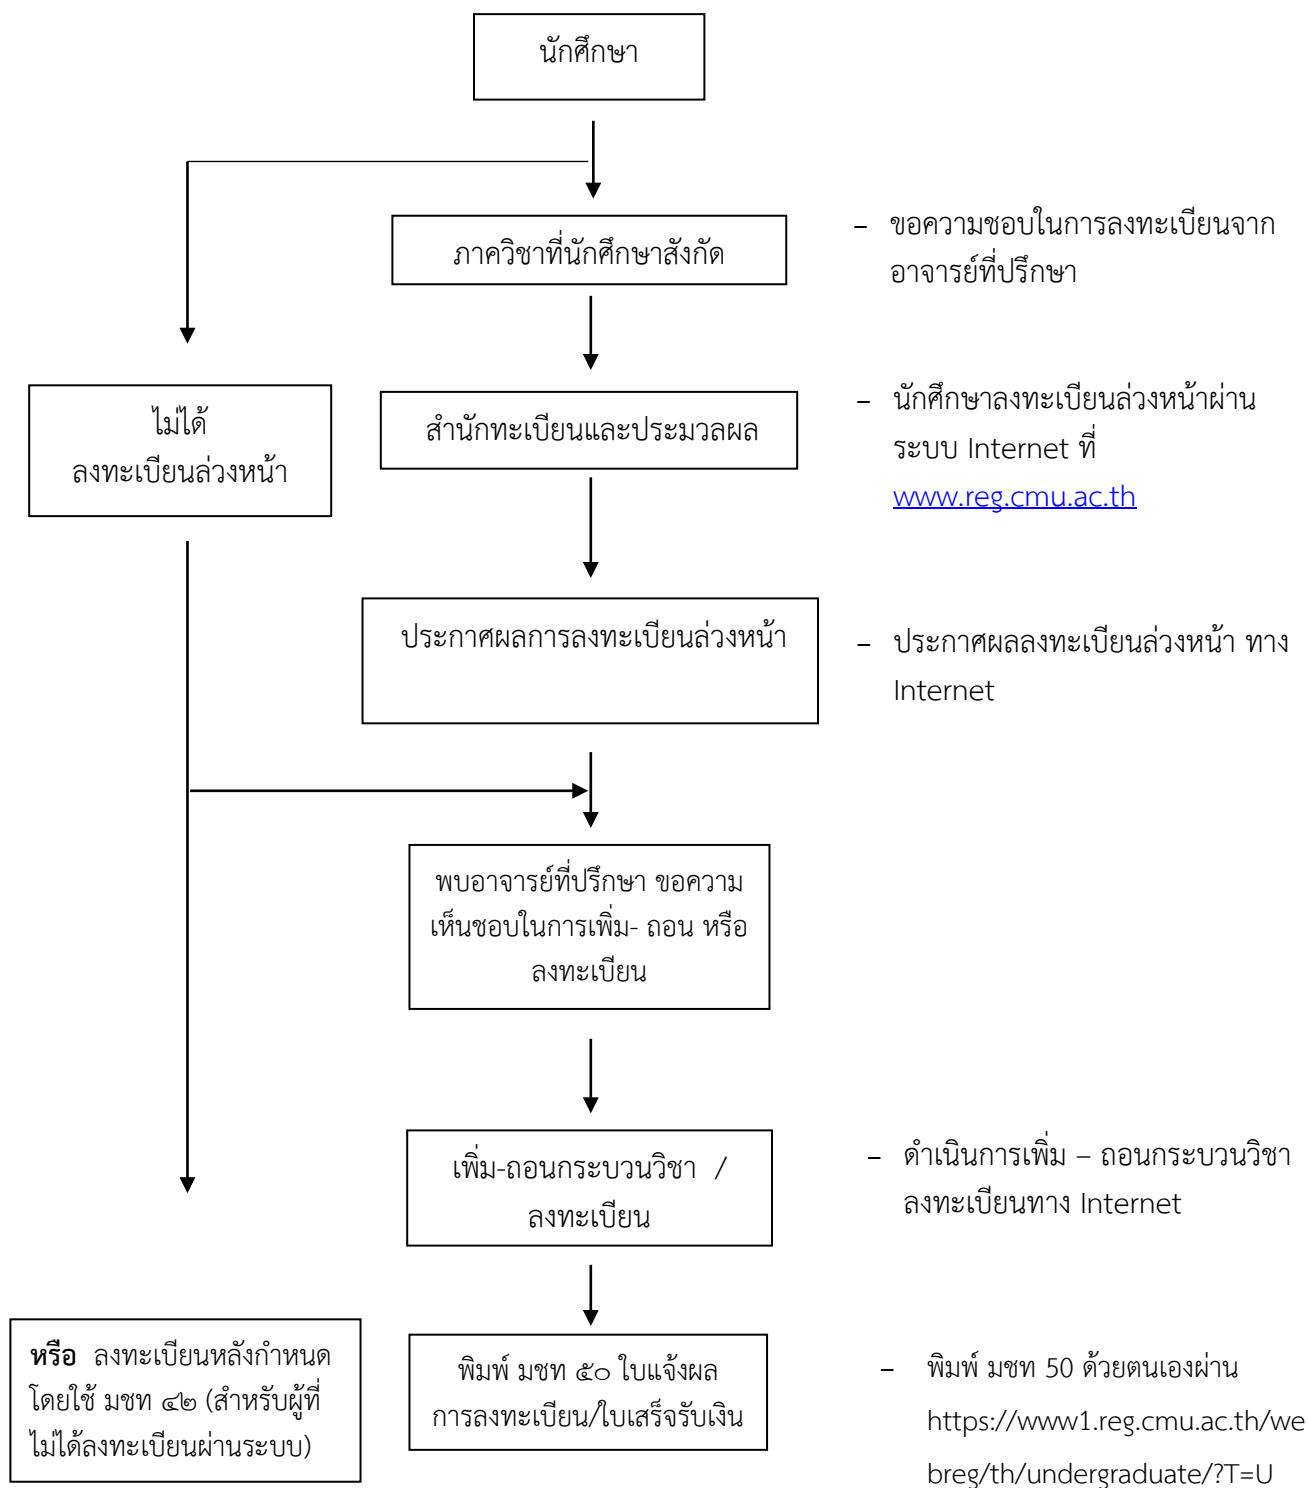 นักศึกษา
ภาควิชาที่นักศึกษาสังกัด
– ขอความชอบในการลงทะเบียนจาก
อาจารย์ที่ปรึกษา
ไม่ได้
ลงทะเบียนล่วงหน้า
สำนักทะเบียนและประมวลผล
– นักศึกษาลงทะเบียนล่วงหน้าผ่าน
ระบบ Internet ที่
www.reg.cmu.ac.th
ประกาศผลการลงทะเบียนล่วงหน้า
– ประกาศผลลงทะเบียนล่วงหน้า ทาง
Internet
พบอาจารย์ที่ปรึกษา ขอความ
เห็นชอบในการเพิ่ม- ถอน หรือ
ลงทะเบียน
เพิ่ม-ถอนกระบวนวิชา /
ลงทะเบียน
– ดำเนินการเพิ่ม – ถอนกระบวนวิชา
ลงทะเบียนทาง Internet
หรือ ลงทะเบียนหลังกำหนด
โดยใช้ มชท ๔๒ (สำหรับผู้ที่
ไม่ได้ลงทะเบียนผ่านระบบ)
พิมพ์ มชท ๕๐ ใบแจ้งผล
การลงทะเบียน/ใบเสร็จรับเงิน
– พิมพ์ มชท 50 ด้วยตนเองผ่าน
https://www1.reg.cmu.ac.th/we
breg/th/undergraduate/?T=U